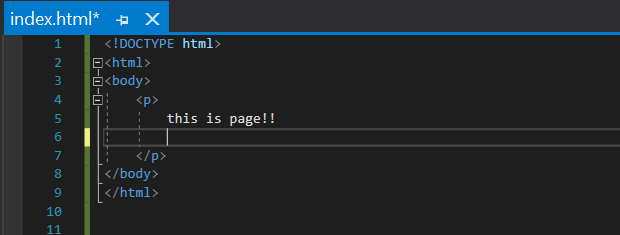 index.html*
1 <!DOCTYPE html>
2 <html>
3 <body>
4 <p>
5 this is page!!
6
7 </p>
8 </body>
9 </html>
10
11